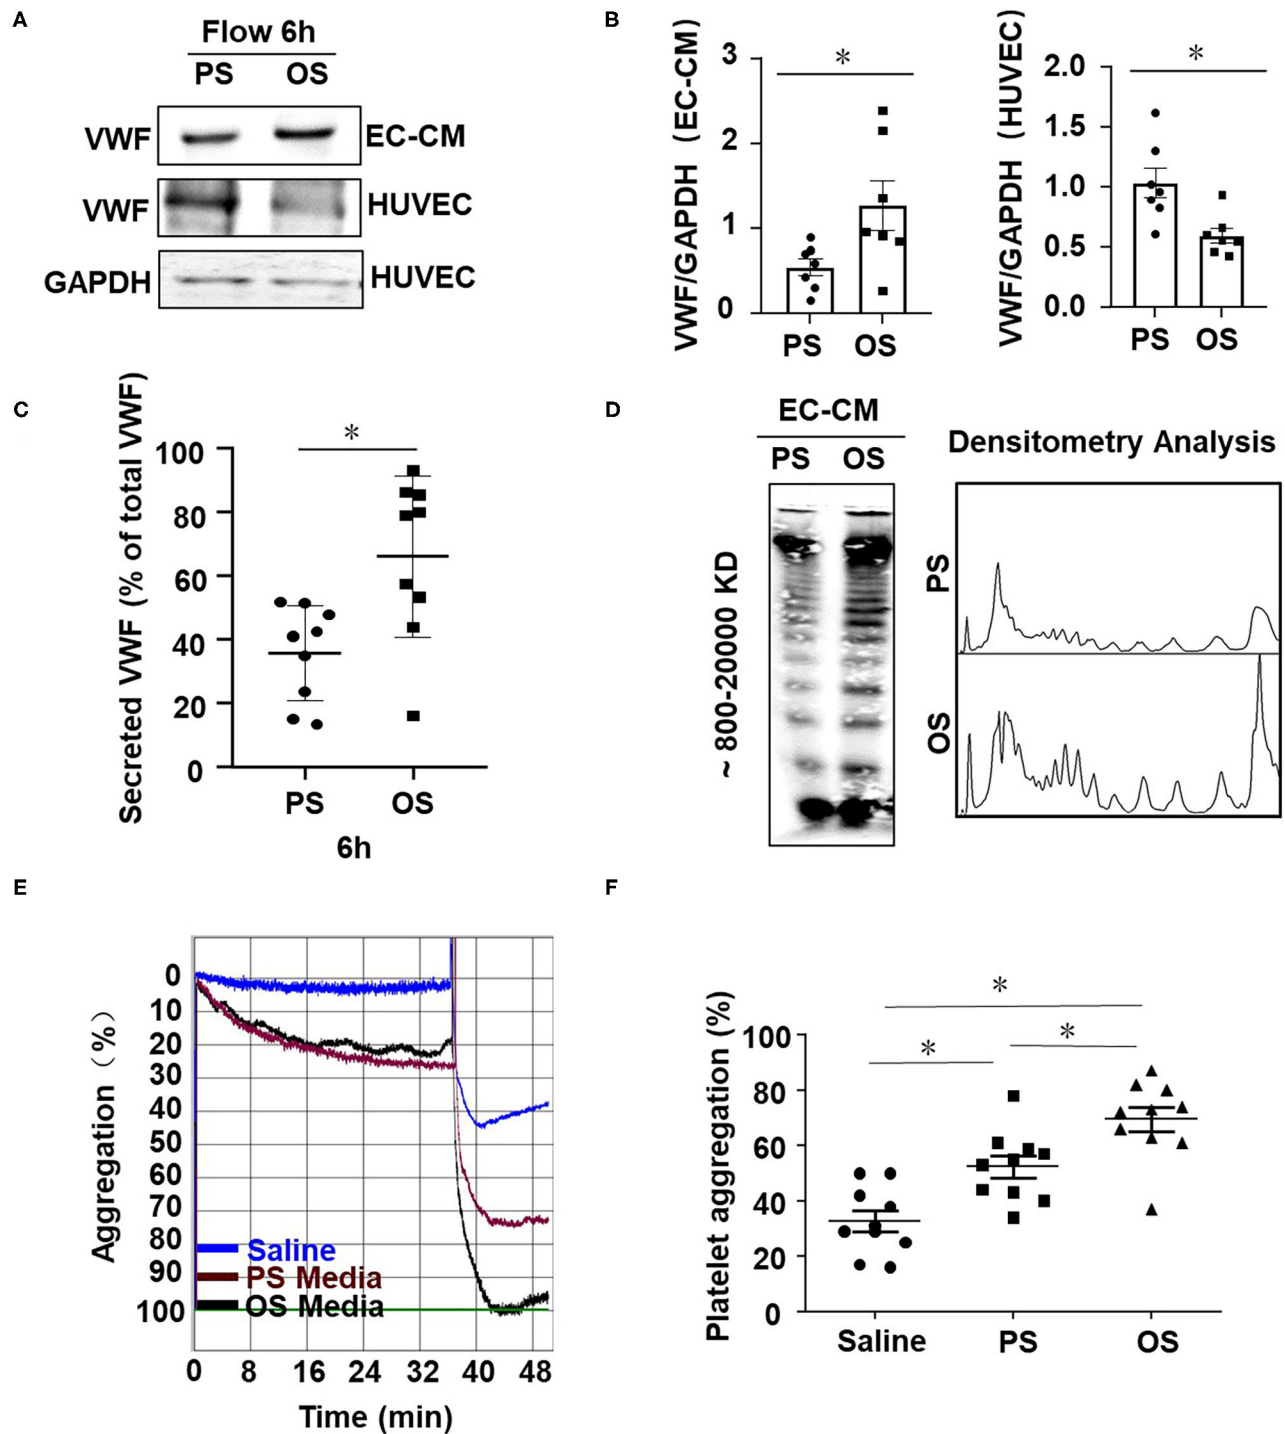 A
Flow 6h
PS OS
VWF EC-CM
VWF HUVEC
GAPDH HUVEC
B
VWF/GAPDH (EC-CM)
3
2
1
0
*
PS OS
VWF/GAPDH (HUVEC)
2.0
1.5
1.0
0.5
0.0
*
PS OS
C
Secreted VWF (% of total VWF)
100
80
60
40
20
0
*
PS OS
6h
D
EC-CM
PS OS
~ 800-20000 KD
Densitometry Analysis
PS
OS
E
Aggregation (%)
0
10
20
30
40
50
60
70
80
90
100
Saline
PS Media
OS Media
0 8 16 24 32 40 48
Time (min)
F
Platelet aggregation (%)
100
80
60
40
20
0
*
*
*
Saline PS OS